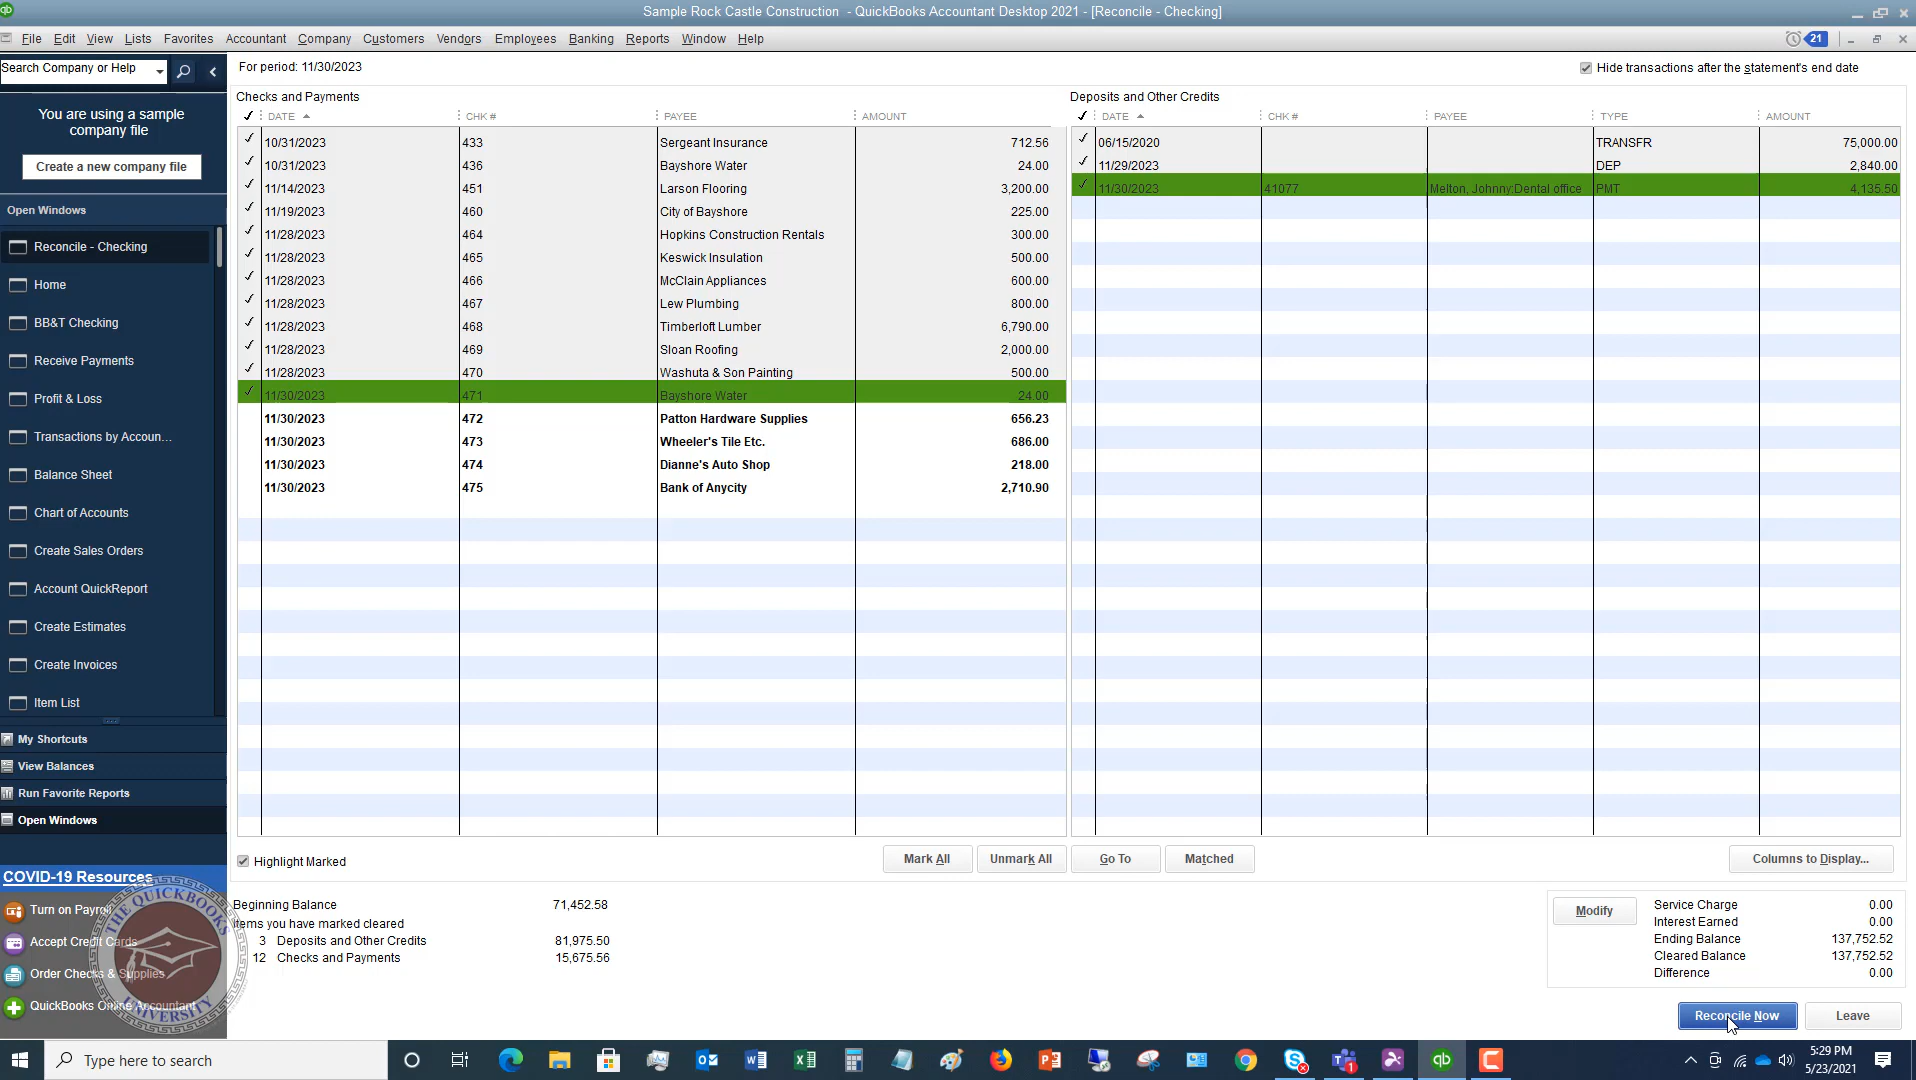 Sample Rock Castle Construction - QuickBooks Accountant Desktop 2021 - [Reconcile - Checking]
File Edit View Lists Favorites Accountant Company Customers Vendors Employees Banking Reports Window Help
21
Search Company or Help
For period: 11/30/2023
Hide transactions after the statement's end date
You are using a sample
company file
Create a new company file
Open Windows
Reconcile - Checking
Home
BB&T Checking
Receive Payments
Profit & Loss
Transactions by Accoun...
Balance Sheet
Chart of Accounts
Create Sales Orders
Account QuickReport
Create Estimates
Create Invoices
Item List
My Shortcuts
View Balances
Run Favorite Reports
Open Windows
COVID-19 Resources
Turn on Payroll
Accept Credit Cards
Order Checks & Supplies
QuickBooks Online Accountant
THE QUICKBOOKS UNIVERSITY
Checks and Payments
✓ DATE CHK # PAYEE AMOUNT
✓ 10/31/2023 433 Sergeant Insurance 712.56
✓ 10/31/2023 436 Bayshore Water 24.00
✓ 11/14/2023 451 Larson Flooring 3,200.00
✓ 11/19/2023 460 City of Bayshore 225.00
✓ 11/28/2023 464 Hopkins Construction Rentals 300.00
✓ 11/28/2023 465 Keswick Insulation 500.00
✓ 11/28/2023 466 McClain Appliances 600.00
✓ 11/28/2023 467 Lew Plumbing 800.00
✓ 11/28/2023 468 Timberloft Lumber 6,790.00
✓ 11/28/2023 469 Sloan Roofing 2,000.00
✓ 11/28/2023 470 Washuta & Son Painting 500.00
✓ 11/30/2023 471 Bayshore Water 24.00
11/30/2023 472 Patton Hardware Supplies 656.23
11/30/2023 473 Wheeler's Tile Etc. 686.00
11/30/2023 474 Dianne's Auto Shop 218.00
11/30/2023 475 Bank of Anycity 2,710.90
Deposits and Other Credits
✓ DATE CHK # PAYEE TYPE AMOUNT
✓ 06/15/2020 TRANSFR 75,000.00
✓ 11/29/2023 DEP 2,840.00
✓ 11/30/2023 41077 Melton, Johnny:Dental office PMT 4,135.50
Highlight Marked
Mark All Unmark All Go To Matched Columns to Display...
Beginning Balance 71,452.58
Items you have marked cleared
3 Deposits and Other Credits 81,975.50
12 Checks and Payments 15,675.56
Modify
Service Charge 0.00
Interest Earned 0.00
Ending Balance 137,752.52
Cleared Balance 137,752.52
Difference 0.00
Reconcile Now Leave
Type here to search
5:29 PM
5/23/2021